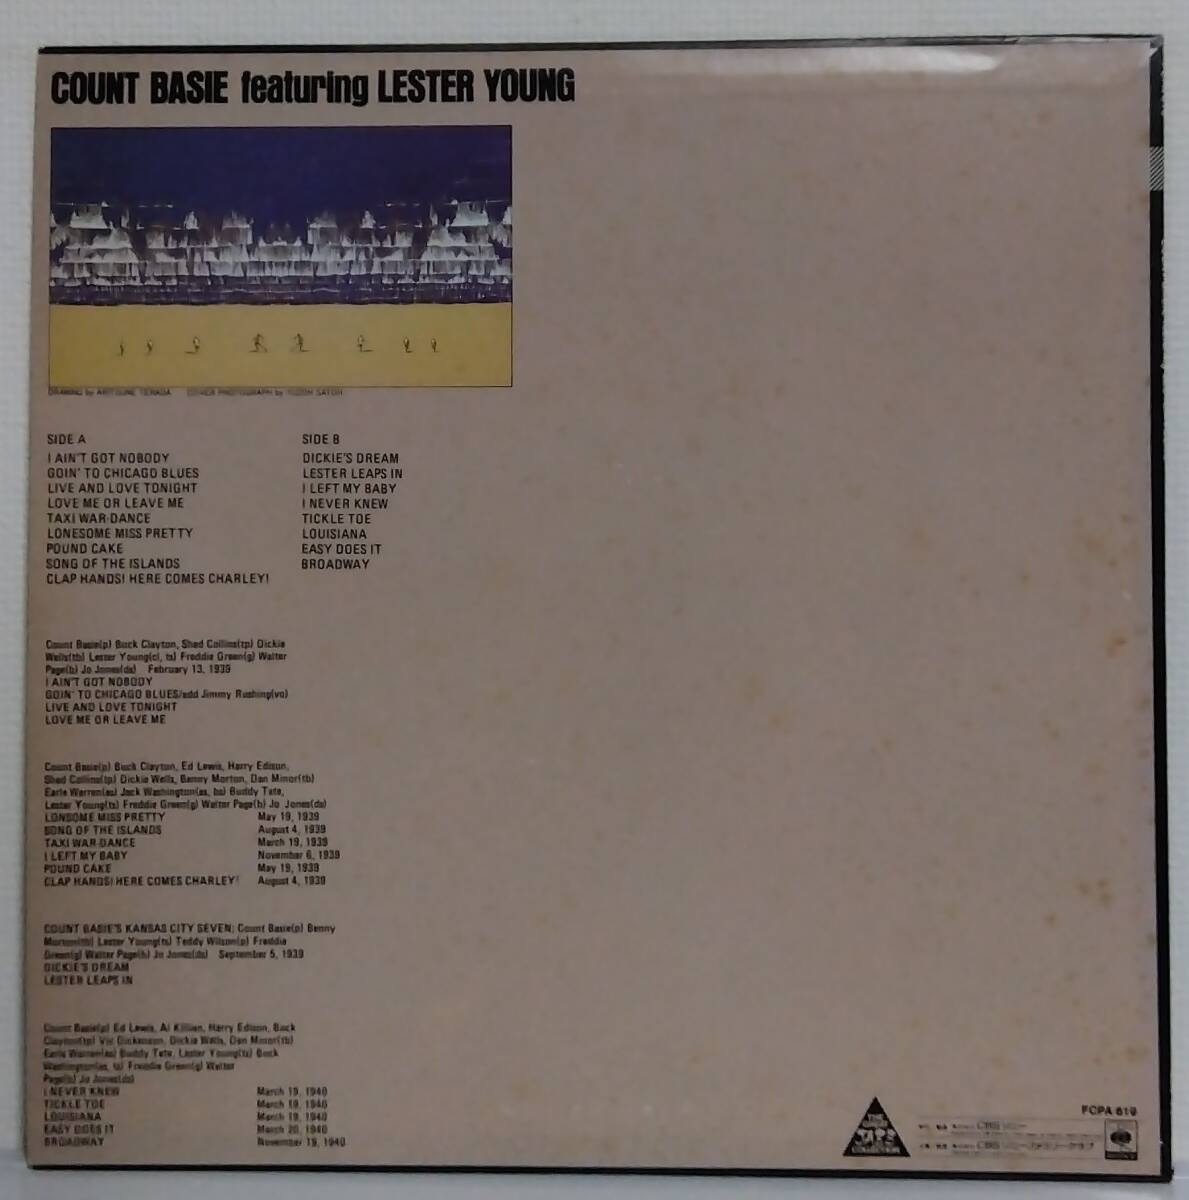 COUNT BASIE featuring LESTER YOUNG
DRAWING by COVER PHOTOGRAPH by SATOH
SIDE A
I AIN'T GOT NOBODY
GOIN' TO CHICAGO BLUES
LIVE AND LOVE TONIGHT
LOVE ME OR LEAVE ME
TAXI WAR DANCE
LONESOME MISS PRETTY
POUND CAKE
SONG OF THE ISLANDS
CLAP HANDS! HERE COMES CHARLEY!
SIDE B
DICKIE'S DREAM
LESTER LEAPS IN
I LEFT MY BABY
I NEVER KNEW
TICKLE TOE
LOUISIANA
EASY DOES IT
BROADWAY
Count Basie(p) Buck Clayton, Shad Collins(tp) Dickie
Wells(tb) Lester Young(cl, ts) Freddie Green(g) Walter
Page(b) Jo Jones(ds) February 13, 1939
I AIN'T GOT NOBODY
GOIN' TO CHICAGO BLUES/add Jimmy Rushing(vo)
LIVE AND LOVE TONIGHT
LOVE ME OR LEAVE ME
Count Basie(p) Buck Clayton, Ed Lewis, Harry Edison,
Shad Collins(tp) Dickie Wells, Benny Morton, Dan Minor(tb)
Earle Warren(as) Jack Washington(as, bs) Buddy Tate,
Lester Young(ts) Freddie Green(g) Walter Page(b) Jo Jones(ds)
LONSOME MISS PRETTY May 19, 1939
SONG OF THE ISLANDS August 4, 1939
TAXI WAR DANCE March 19, 1939
I LEFT MY BABY November 6, 1939
POUND CAKE May 19, 1939
CLAP HANDS! HERE COMES CHARLEY! August 4, 1939
COUNT BASIE'S KANSAS CITY SEVEN: Count Basie(p) Benny
Morton(tb) Lester Young(ts) Teddy Wilson(p) Freddie
Green(g) Walter Page(b) Jo Jones(ds) September 5, 1939
DICKIE'S DREAM
LESTER LEAPS IN
Count Basie(p) Ed Lewis, Al Killian, Harry Edison, Buck
Clayton(tp) Vic Dickenson, Dickie Wells, Dan Minor(tb)
Earle Warren(as) Buddy Tate, Lester Young(ts) Buck
Washington(as, ts) Freddie Green(g) Walter
Page(b) Jo Jones(ds)
I NEVER KNEW March 19, 1940
TICKLE TOE March 19, 1940
LOUISIANA March 19, 1940
EASY DOES IT March 20, 1940
BROADWAY November 19, 1940
THE
JAZZ
COLLECTION
FCPA 619
CBS